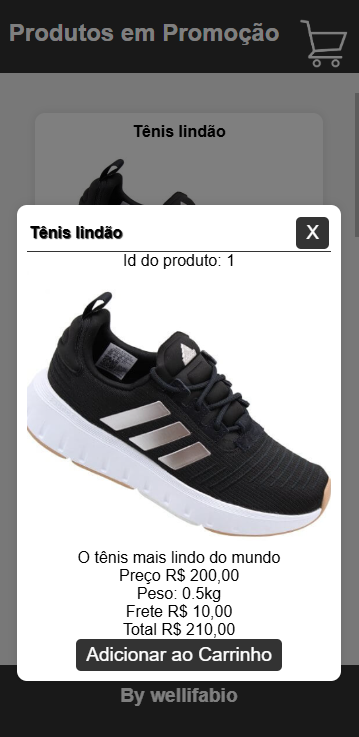 Produtos em Promoção
Tênis lindão
Tênis lindão
X
Id do produto: 1
O tênis mais lindo do mundo
Preço R$ 200,00
Peso: 0.5kg
Frete R$ 10,00
Total R$ 210,00
Adicionar ao Carrinho
By wellifabio